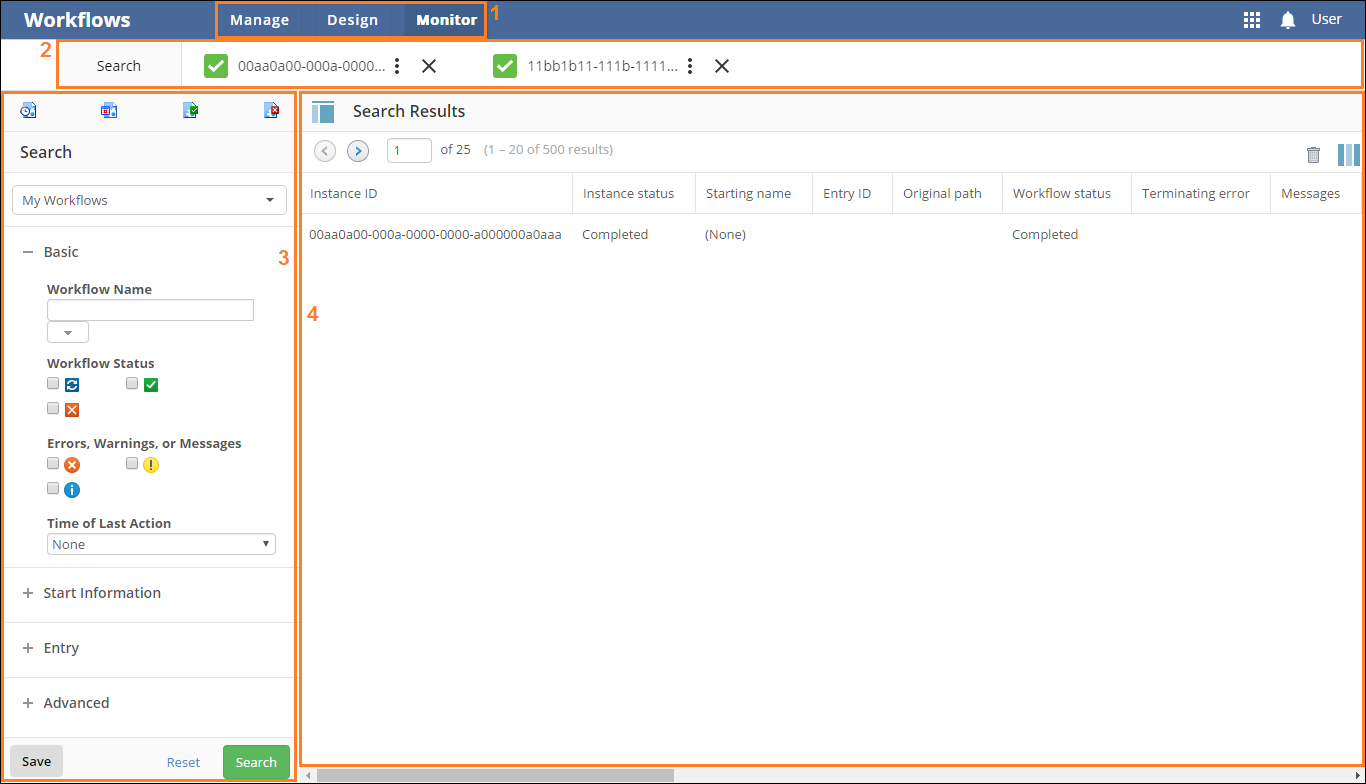 Workflows Manage Design Monitor 1 User
2 Search 00aa0a00-000a-0000... 11bb1b11-111b-1111...
Search Results
Search
1 of 25 (1 – 20 of 500 results)
My Workflows
Instance ID Instance status Starting name Entry ID Original path Workflow status Terminating error Messages
00aa0a00-000a-0000-0000-a000000a0aaa Completed (None) Completed
Basic
3
Workflow Name
4
Workflow Status
Errors, Warnings, or Messages
Time of Last Action
None
Start Information
Entry
Advanced
Save Reset Search